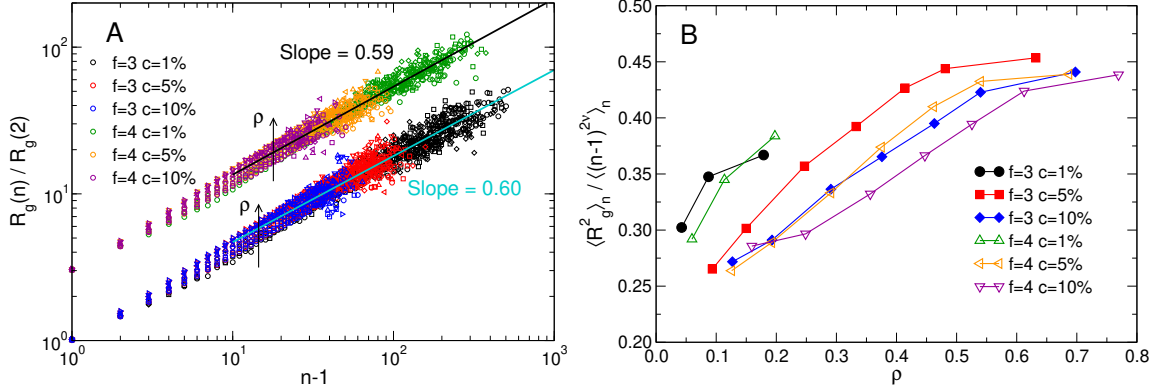 A
Slope = 0.59
f=3 c=1%
f=3 c=5%
f=3 c=10%
f=4 c=1%
f=4 c=5%
f=4 c=10%
ρ
ρ
Slope = 0.60
R_g(n) / R_g(2)
10^0
10^1
10^2
10^0
10^1
10^2
10^3
n-1
B
⟨R^2_g⟩_n / ⟨(n-1)^{2ν}⟩_n
0.50
0.45
0.40
0.35
0.30
0.25
0.20
f=3 c=1%
f=3 c=5%
f=3 c=10%
f=4 c=1%
f=4 c=5%
f=4 c=10%
0.0 0.1 0.2 0.3 0.4 0.5 0.6 0.7 0.8
ρ